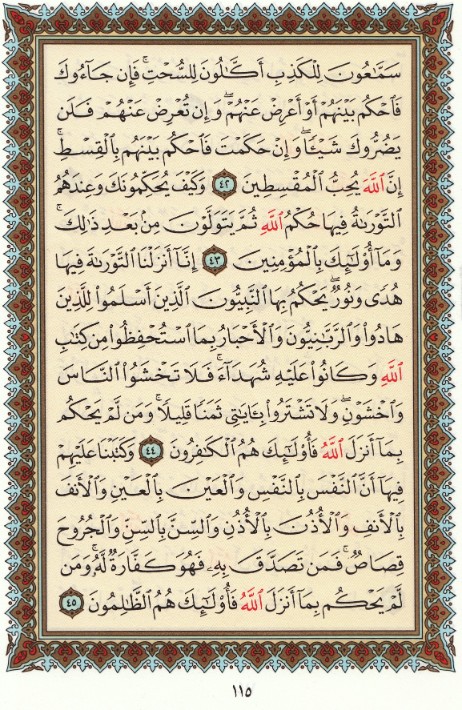 سَمَّٰعُونَ لِلْكَذِبِ أَكَّٰلُونَ لِلسُّحْتِ ۚ فَإِن جَآءُوكَ
فَٱحْكُم بَيْنَهُمْ أَوْ أَعْرِضْ عَنْهُمْ ۖ وَإِن تُعْرِضْ عَنْهُمْ فَلَن
يَضُرُّوكَ شَيْـًٔا ۖ وَإِنْ حَكَمْتَ فَٱحْكُم بَيْنَهُم بِٱلْقِسْطِ ۚ
إِنَّ ٱللَّهَ يُحِبُّ ٱلْمُقْسِطِينَ ٤٢ وَكَيْفَ يُحَكِّمُونَكَ وَعِندَهُمُ
ٱلتَّوْرَىٰةُ فِيهَا حُكْمُ ٱللَّهِ ثُمَّ يَتَوَلَّوْنَ مِنۢ بَعْدِ ذَٰلِكَ ۚ
وَمَآ أُو۟لَٰٓئِكَ بِٱلْمُؤْمِنِينَ ٤٣ إِنَّآ أَنزَلْنَا ٱلتَّوْرَىٰةَ فِيهَا
هُدًى وَنُورٌ ۚ يَحْكُمُ بِهَا ٱلنَّبِيُّونَ ٱلَّذِينَ أَسْلَمُوا۟ لِلَّذِينَ
هَادُوا۟ وَٱلرَّبَّٰنِيُّونَ وَٱلْأَحْبَارُ بِمَا ٱسْتُحْفِظُوا۟ مِن كِتَٰبِ
ٱللَّهِ وَكَانُوا۟ عَلَيْهِ شُهَدَآءَ ۚ فَلَا تَخْشَوُا۟ ٱلنَّاسَ
وَٱخْشَوْنِ وَلَا تَشْتَرُوا۟ بِـَٔايَٰتِى ثَمَنًا قَلِيلًا ۚ وَمَن لَّمْ يَحْكُم
بِمَآ أَنزَلَ ٱللَّهُ فَأُو۟لَٰٓئِكَ هُمُ ٱلْكَٰفِرُونَ ٤٤ وَكَتَبْنَا عَلَيْهِمْ
فِيهَآ أَنَّ ٱلنَّفْسَ بِٱلنَّفْسِ وَٱلْعَيْنَ بِٱلْعَيْنِ وَٱلْأَنفَ
بِٱلْأَنفِ وَٱلْأُذُنَ بِٱلْأُذُنِ وَٱلسِّنَّ بِٱلسِّنِّ وَٱلْجُرُوحَ
قِصَاصٌ ۚ فَمَن تَصَدَّقَ بِهِۦ فَهُوَ كَفَّارَةٌ لَّهُۥ ۚ وَمَن
لَّمْ يَحْكُم بِمَآ أَنزَلَ ٱللَّهُ فَأُو۟لَٰٓئِكَ هُمُ ٱلظَّٰلِمُونَ ٤٥
١١٥